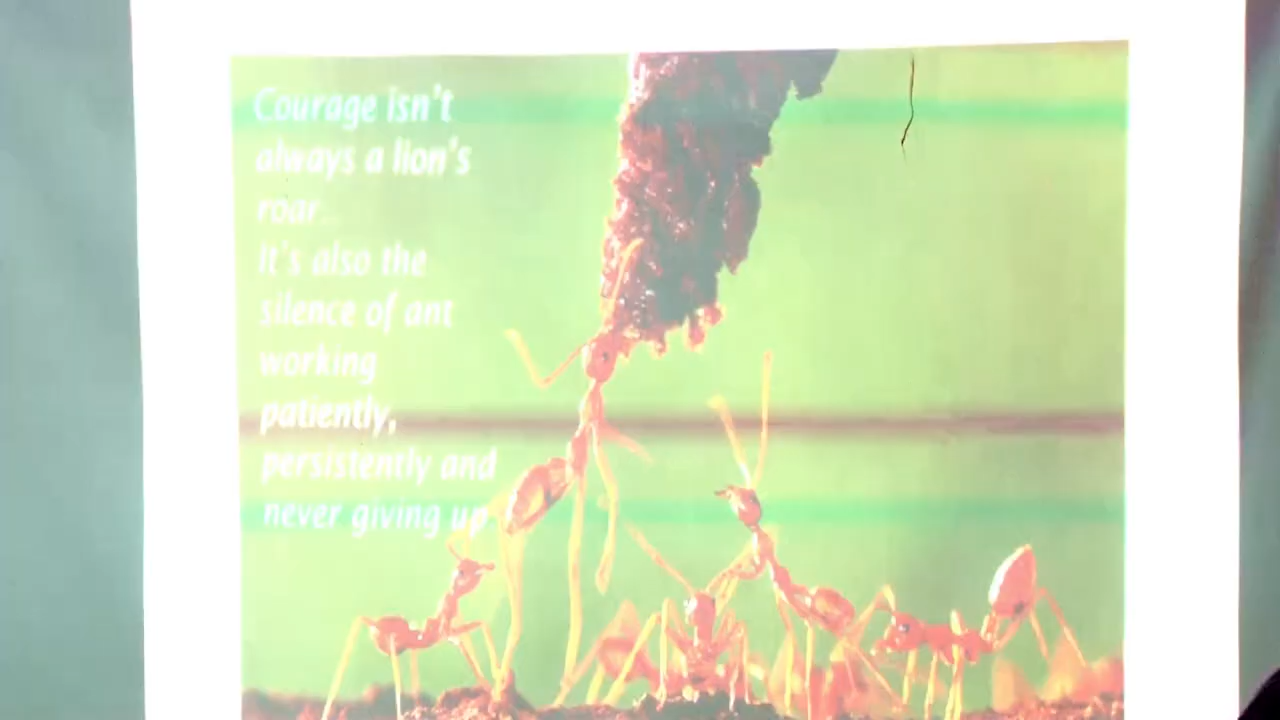 Courage isn't
always a lion's
roar
It's also the
silence of ant
working
patiently,
persistently and
never giving up